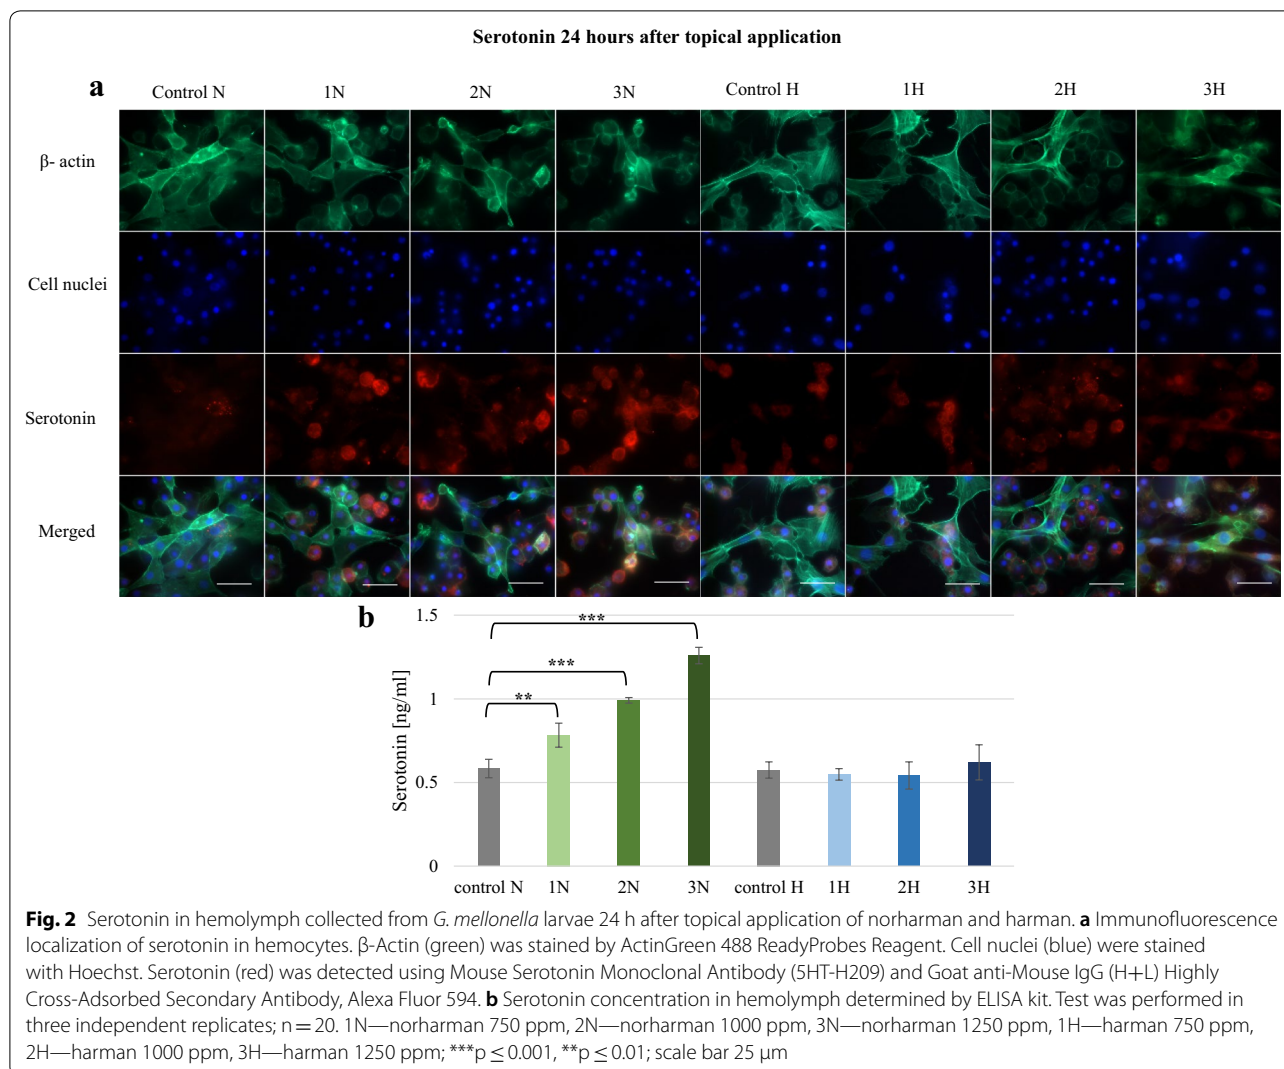 Serotonin 24 hours after topical application
a
Control N 1N 2N 3N Control H 1H 2H 3H
β- actin
Cell nuclei
Serotonin
Merged
b
Serotonin [ng/ml]
1.5
1
0.5
0
***
***
**
control N 1N 2N 3N control H 1H 2H 3H
Fig. 2 Serotonin in hemolymph collected from G. mellonella larvae 24 h after topical application of norharman and harman. a Immunofluorescence
localization of serotonin in hemocytes. β-Actin (green) was stained by ActinGreen 488 ReadyProbes Reagent. Cell nuclei (blue) were stained
with Hoechst. Serotonin (red) was detected using Mouse Serotonin Monoclonal Antibody (5HT-H209) and Goat anti-Mouse IgG (H+L) Highly
Cross-Adsorbed Secondary Antibody, Alexa Fluor 594. b Serotonin concentration in hemolymph determined by ELISA kit. Test was performed in
three independent replicates; n = 20. 1N—norharman 750 ppm, 2N—norharman 1000 ppm, 3N—norharman 1250 ppm, 1H—harman 750 ppm,
2H—harman 1000 ppm, 3H—harman 1250 ppm; ***p ≤ 0.001, **p ≤ 0.01; scale bar 25 μm